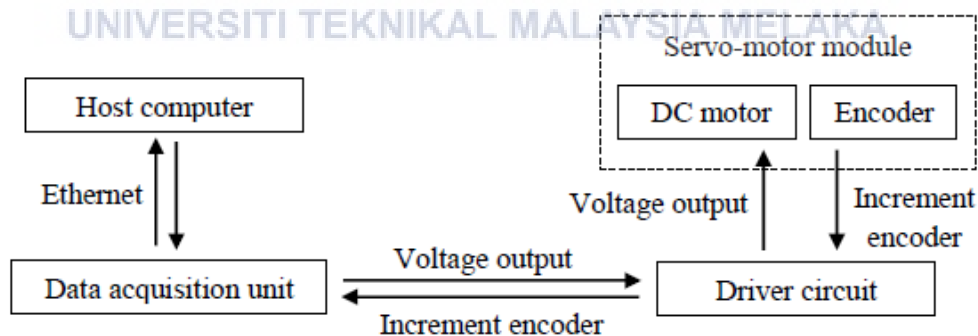 UNIVERSITI TEKNIKAL MALAYSIA MELAKA
Servo-motor module
Host computer
DC motor
Encoder
Ethernet
Voltage output
Increment
encoder
Data acquisition unit
Voltage output
Increment encoder
Driver circuit